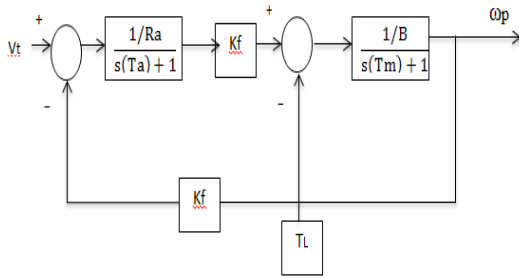 +
Vt
−
1/Ra
s(Ta) + 1
Kf
+
−
1/B
s(Tm) + 1
ωp
Kf
TL